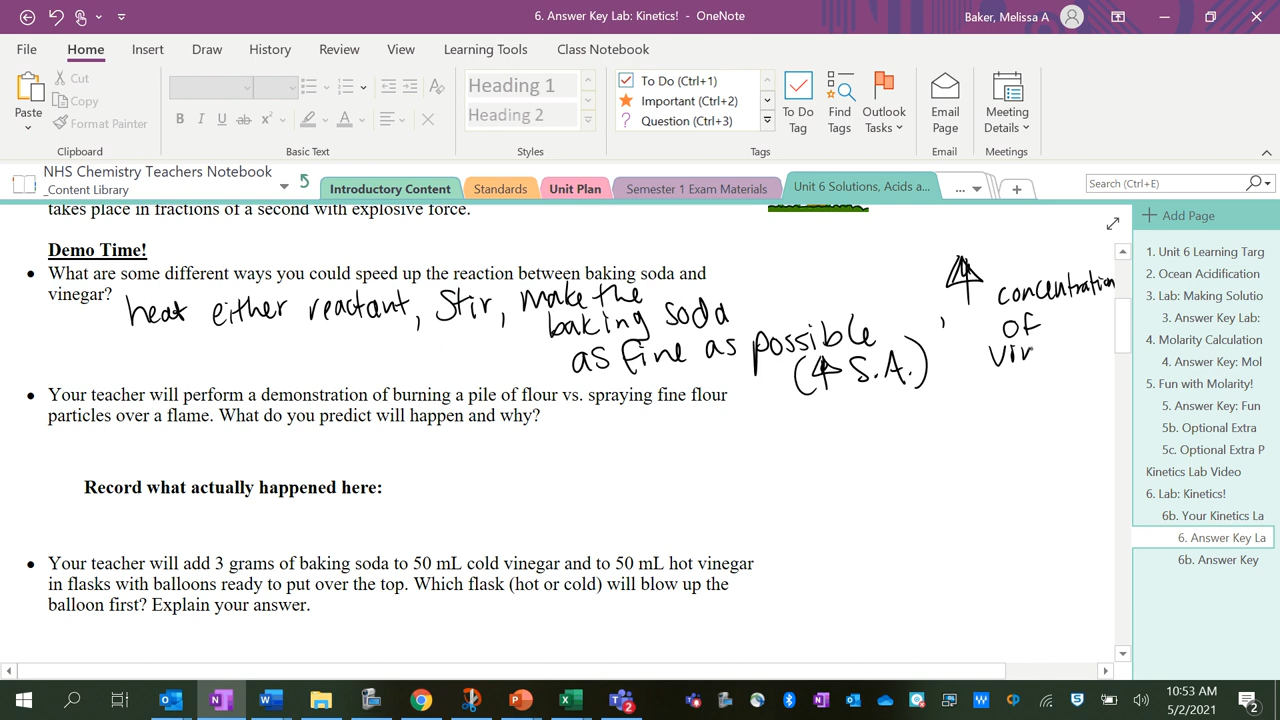 6. Answer Key Lab: Kinetics! - OneNote
Baker, Melissa A
File Home Insert Draw History Review View Learning Tools Class Notebook
Paste
Cut
Copy
Format Painter
Clipboard
B I U ab x² A
Basic Text
Heading 1
Heading 2
Styles
To Do (Ctrl+1)
Important (Ctrl+2)
? Question (Ctrl+3)
To Do Tag
Find Tags
Outlook Tasks
Tags
Email Page
Email
Meeting Details
Meetings
NHS Chemistry Teachers Notebook
_Content Library
Introductory Content Standards Unit Plan Semester 1 Exam Materials Unit 6 Solutions, Acids a... ... +
Search (Ctrl+E)
takes place in fractions of a second with explosive force.
Demo Time!
• What are some different ways you could speed up the reaction between baking soda and
vinegar?
heat either reactant, Stir, make the
baking soda
as fine as possible
(↑ S.A.)
,
↑ concentration
of
vin
• Your teacher will perform a demonstration of burning a pile of flour vs. spraying fine flour
particles over a flame. What do you predict will happen and why?
Record what actually happened here:
• Your teacher will add 3 grams of baking soda to 50 mL cold vinegar and to 50 mL hot vinegar
in flasks with balloons ready to put over the top. Which flask (hot or cold) will blow up the
balloon first? Explain your answer.
+ Add Page
1. Unit 6 Learning Targ
2. Ocean Acidification
3. Lab: Making Solutio
3. Answer Key Lab:
4. Molarity Calculation
4. Answer Key: Mol
5. Fun with Molarity!
5. Answer Key: Fun
5b. Optional Extra
5c. Optional Extra P
Kinetics Lab Video
6. Lab: Kinetics!
6b. Your Kinetics La
6. Answer Key La
6b. Answer Key
10:53 AM
5/2/2021
2